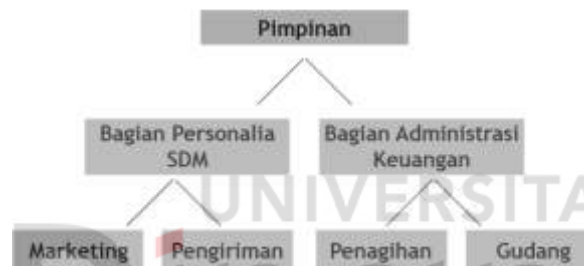 Pimpinan
Bagian Personalia
SDM
Bagian Administrasi
Keuangan
UNIVERSITA
Marketing
Pengiriman
Penagihan
Gudang